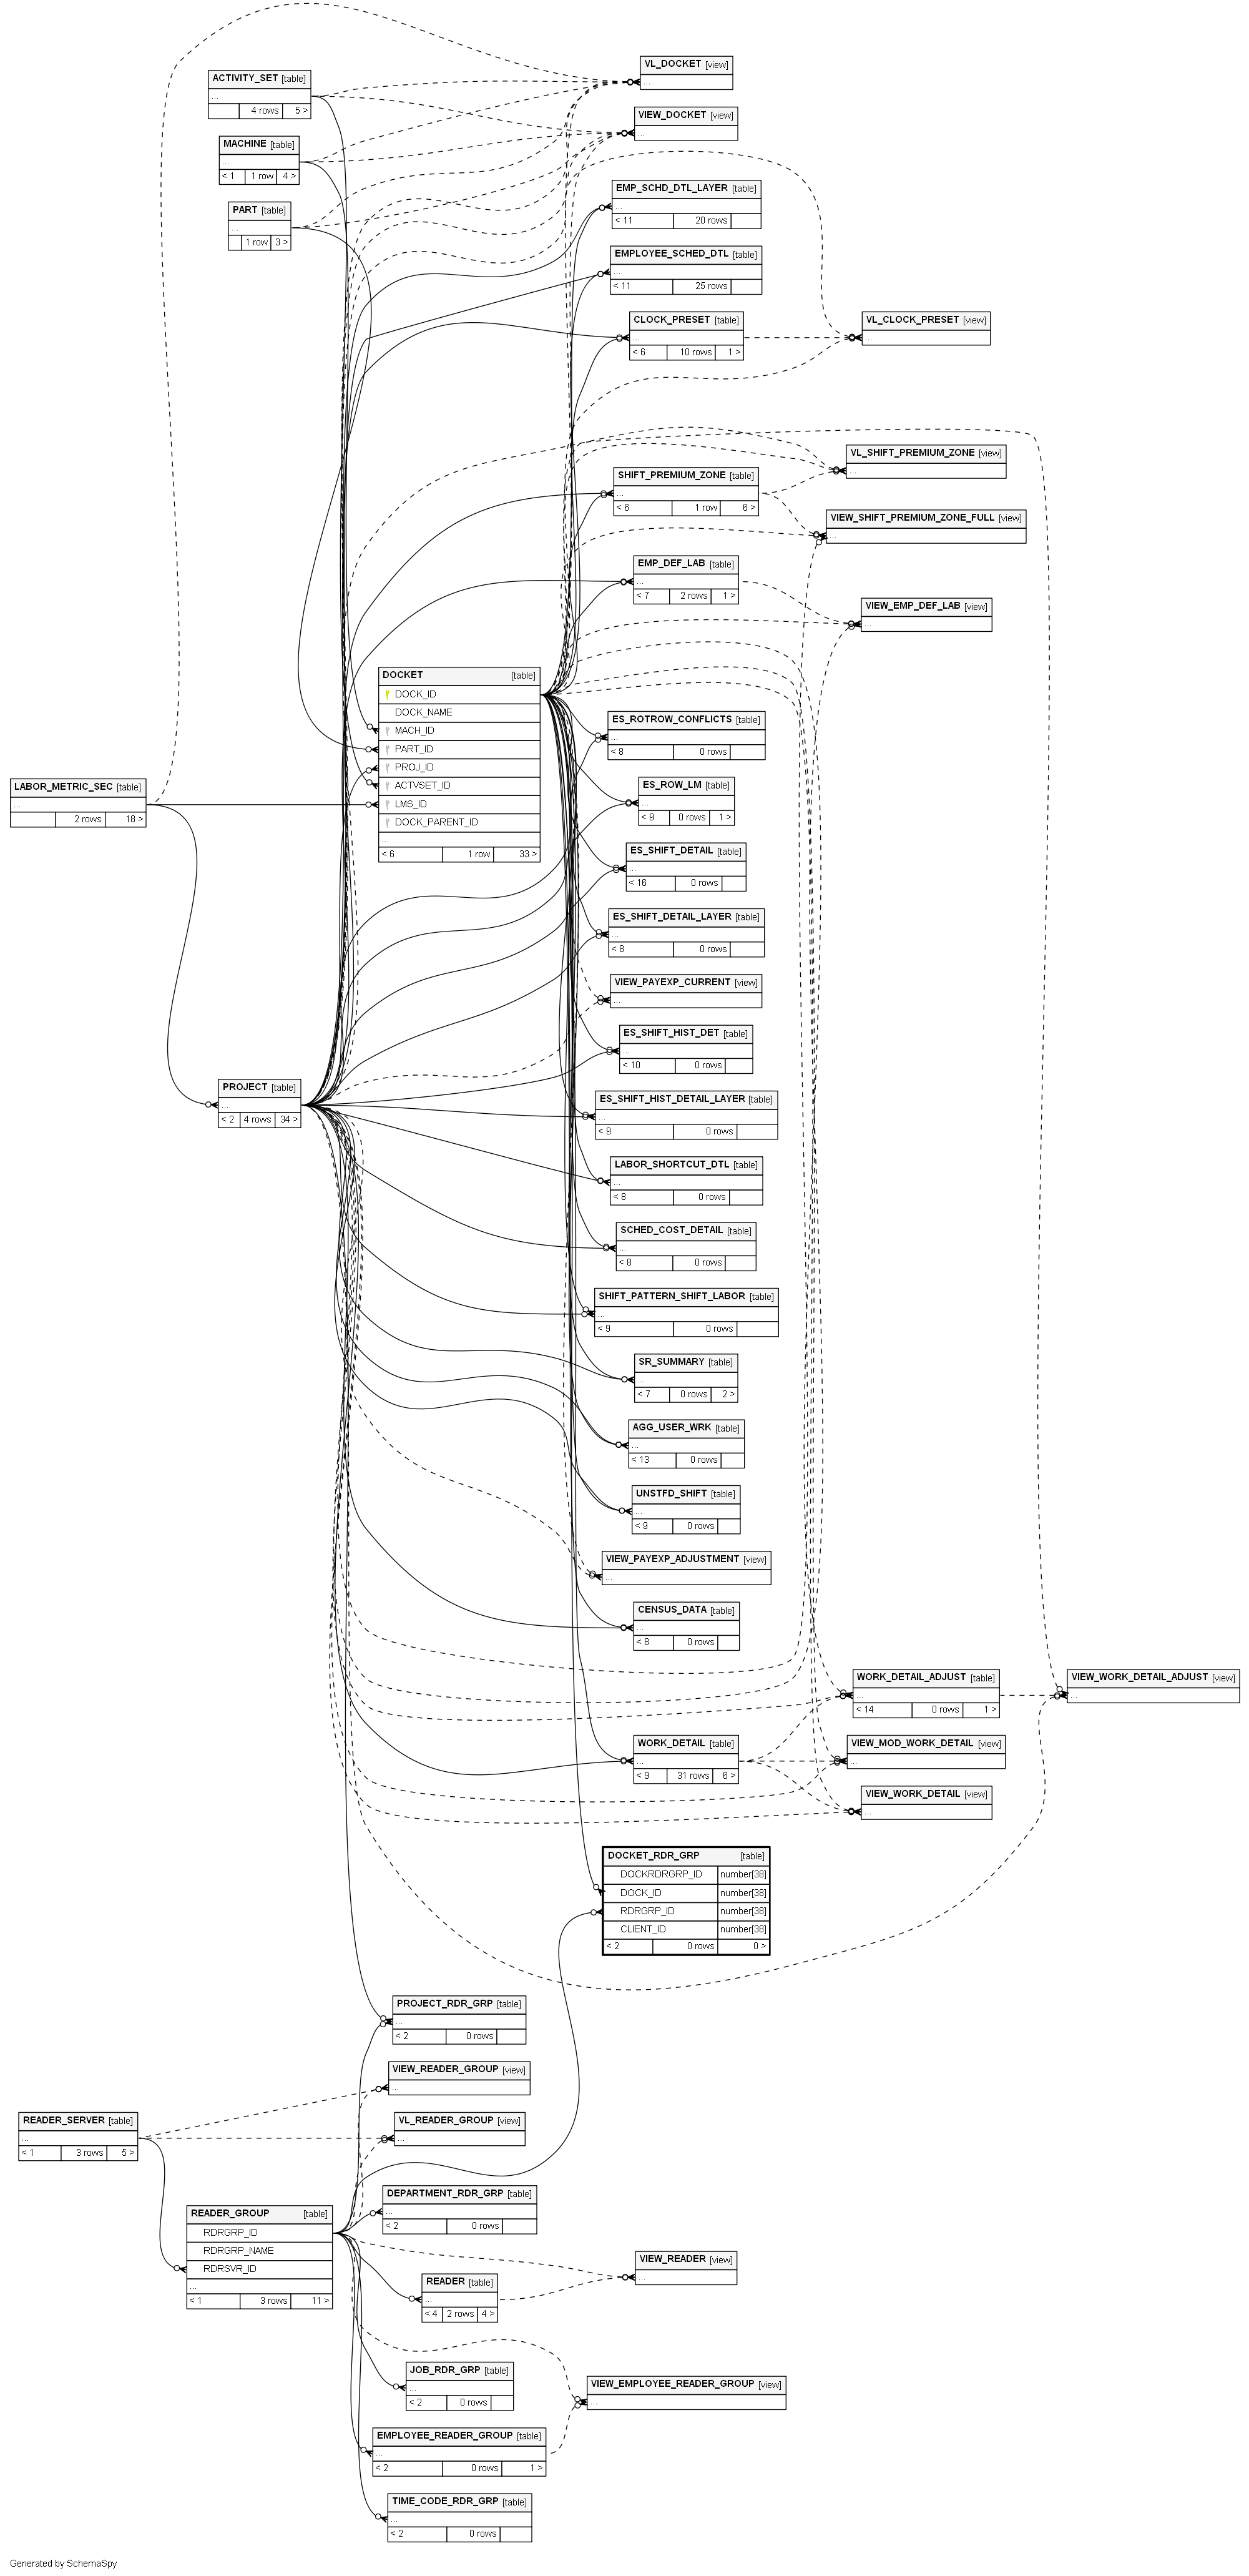 VL_DOCKET [view]
...
ACTIVITY_SET [table]
...
4 rows 5 >
VIEW_DOCKET [view]
...
MACHINE [table]
...
< 1 1 row 4 >
EMP_SCHD_DTL_LAYER [table]
...
< 11 20 rows
PART [table]
...
1 row 3 >
EMPLOYEE_SCHED_DTL [table]
...
< 11 25 rows
CLOCK_PRESET [table]
...
< 6 10 rows 1 >
VL_CLOCK_PRESET [view]
...
VL_SHIFT_PREMIUM_ZONE [view]
...
SHIFT_PREMIUM_ZONE [table]
...
< 6 1 row 6 >
VIEW_SHIFT_PREMIUM_ZONE_FULL [view]
...
EMP_DEF_LAB [table]
...
< 7 2 rows 1 >
VIEW_EMP_DEF_LAB [view]
...
DOCKET [table]
DOCK_ID
DOCK_NAME
MACH_ID
PART_ID
PROJ_ID
ACTVSET_ID
LMS_ID
DOCK_PARENT_ID
...
< 6 1 row 33 >
ES_ROTROW_CONFLICTS [table]
...
< 8 0 rows
LABOR_METRIC_SEC [table]
...
2 rows 18 >
ES_ROW_LM [table]
...
< 9 0 rows 1 >
ES_SHIFT_DETAIL [table]
...
< 16 0 rows
ES_SHIFT_DETAIL_LAYER [table]
...
< 8 0 rows
VIEW_PAYEXP_CURRENT [view]
...
ES_SHIFT_HIST_DET [table]
...
< 10 0 rows
PROJECT [table]
...
< 2 4 rows 34 >
ES_SHIFT_HIST_DETAIL_LAYER [table]
...
< 9 0 rows
LABOR_SHORTCUT_DTL [table]
...
< 8 0 rows
SCHED_COST_DETAIL [table]
...
< 8 0 rows
SHIFT_PATTERN_SHIFT_LABOR [table]
...
< 9 0 rows
SR_SUMMARY [table]
...
< 7 0 rows 2 >
AGG_USER_WRK [table]
...
< 13 0 rows
UNSTFD_SHIFT [table]
...
< 9 0 rows
VIEW_PAYEXP_ADJUSTMENT [view]
...
CENSUS_DATA [table]
...
< 8 0 rows
WORK_DETAIL_ADJUST [table]
...
< 14 0 rows 1 >
VIEW_WORK_DETAIL_ADJUST [view]
...
WORK_DETAIL [table]
...
< 9 31 rows 6 >
VIEW_MOD_WORK_DETAIL [view]
...
VIEW_WORK_DETAIL [view]
...
DOCKET_RDR_GRP [table]
DOCKRDRGRP_ID number[38]
DOCK_ID number[38]
RDRGRP_ID number[38]
CLIENT_ID number[38]
< 2 0 rows 0 >
PROJECT_RDR_GRP [table]
...
< 2 0 rows
VIEW_READER_GROUP [view]
...
READER_SERVER [table]
...
< 1 3 rows 5 >
VL_READER_GROUP [view]
...
DEPARTMENT_RDR_GRP [table]
...
< 2 0 rows
READER_GROUP [table]
RDRGRP_ID
RDRGRP_NAME
RDRSVR_ID
...
< 1 3 rows 11 >
VIEW_READER [view]
...
READER [table]
...
< 4 2 rows 4 >
JOB_RDR_GRP [table]
...
< 2 0 rows
VIEW_EMPLOYEE_READER_GROUP [view]
...
EMPLOYEE_READER_GROUP [table]
...
< 2 0 rows 1 >
TIME_CODE_RDR_GRP [table]
...
< 2 0 rows
Generated by SchemaSpy